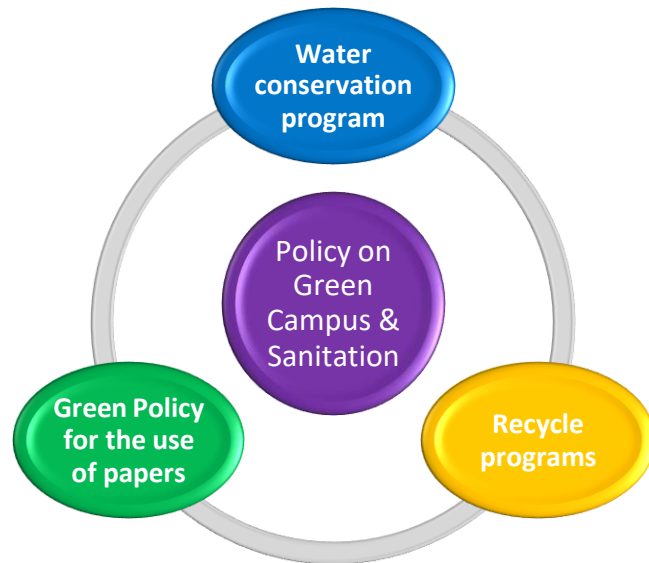 Water
conservation
program
Policy on
Green
Campus &
Sanitation
Green Policy
for the use
of papers
Recycle
programs